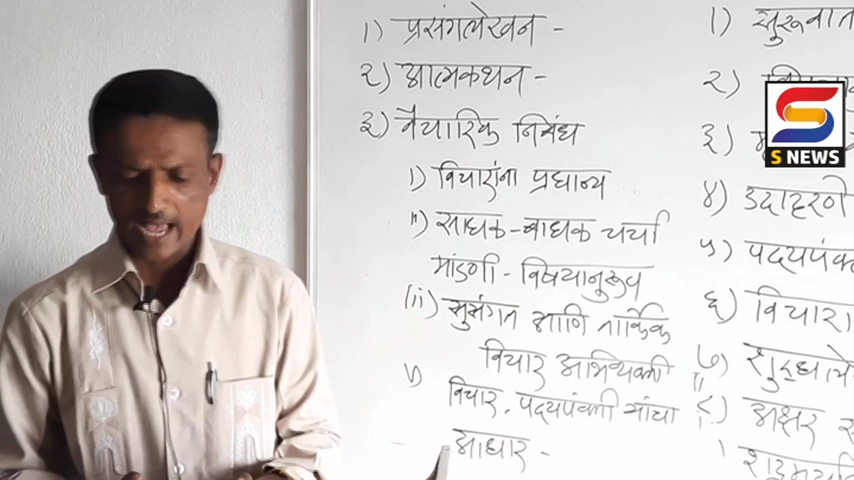 १) प्रसंगलेखन -
२) आत्मकथन -
३) वैचारिक निबंध
i) विचारांना प्रधान्य
ii) साधक-बाधक चर्चा
मांडणी - विषयानुरूप
iii) सुसंगत आणि तार्किक
विचार अभिव्यक्ती
v)
विचार, पद्यपंक्ती यांचा
आधार -
१) सुरूवात
२)
३)
४) उदाहरणे
५) पद्यपंक्
६) विचारा
७) शुद्धले
८) अक्षर
S NEWS